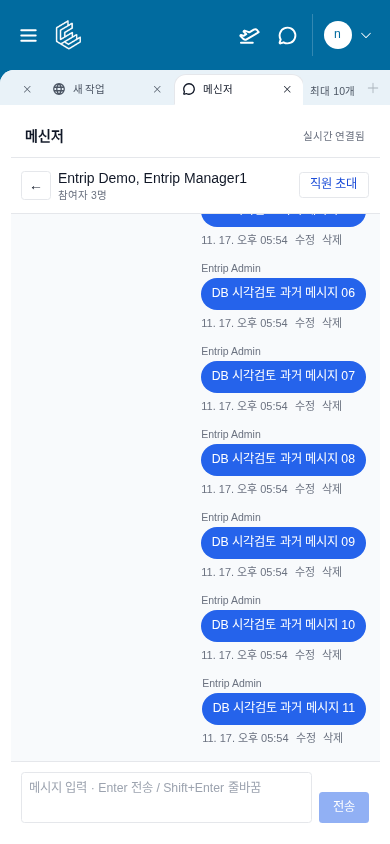 n
새 작업
메신저
최대 10개
메신저
실시간 연결됨
←
Entrip Demo, Entrip Manager1
참여자 3명
직원 초대
11. 17. 오후 05:54 수정 삭제
Entrip Admin
DB 시각검토 과거 메시지 06
11. 17. 오후 05:54 수정 삭제
Entrip Admin
DB 시각검토 과거 메시지 07
11. 17. 오후 05:54 수정 삭제
Entrip Admin
DB 시각검토 과거 메시지 08
11. 17. 오후 05:54 수정 삭제
Entrip Admin
DB 시각검토 과거 메시지 09
11. 17. 오후 05:54 수정 삭제
Entrip Admin
DB 시각검토 과거 메시지 10
11. 17. 오후 05:54 수정 삭제
Entrip Admin
DB 시각검토 과거 메시지 11
11. 17. 오후 05:54 수정 삭제
메시지 입력 · Enter 전송 / Shift+Enter 줄바꿈
전송